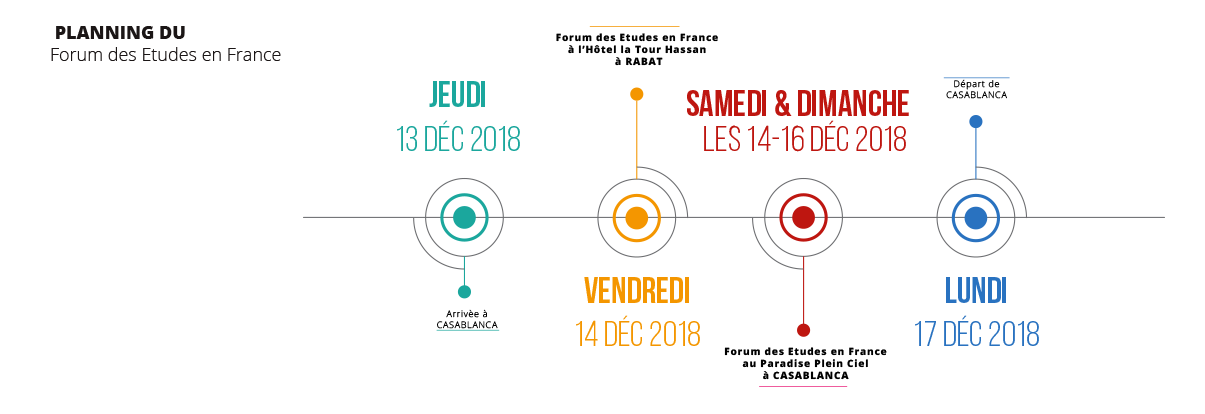 PLANNING DU
Forum des Etudes en France
JEUDI
13 DÉC 2018
Arrivèe à
CASABLANCA
Forum des Etudes en France
à l'Hôtel la Tour Hassan
à RABAT
VENDREDI
14 DÉC 2018
SAMEDI & DIMANCHE
LES 14-16 DÉC 2018
Forum des Etudes en France
au Paradise Plein Ciel
à CASABLANCA
Départ de
CASABLANCA
LUNDI
17 DÉC 2018